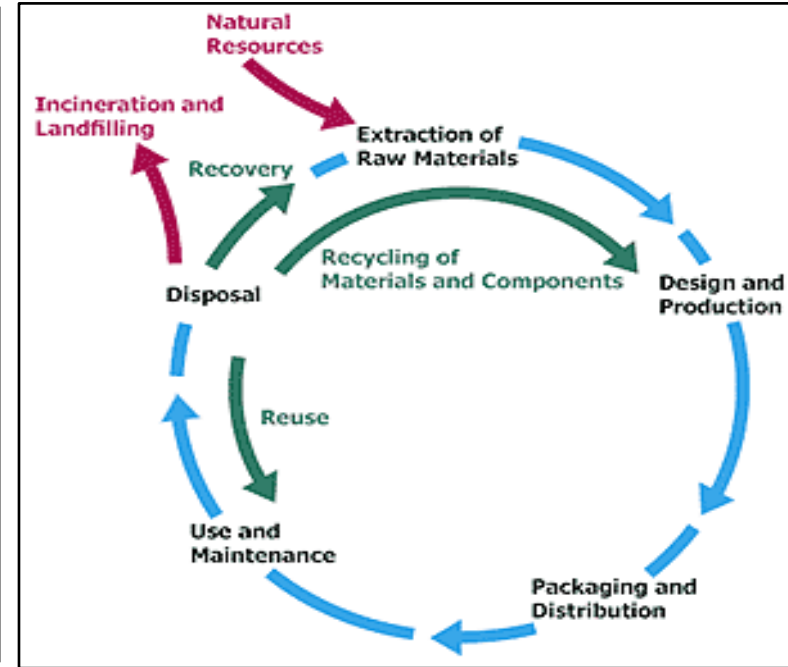 Natural
Resources
Incineration and
Landfilling
Extraction of
Raw Materials
Recovery
Recycling of
Materials and Components
Disposal
Design and
Production
Reuse
Use and
Maintenance
Packaging and
Distribution